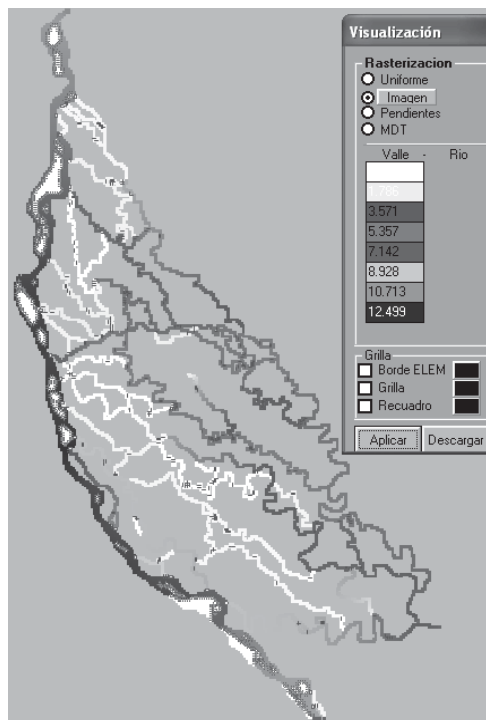 Visualización
Rasterizacion
Uniforme
Imagen
Pendientes
MDT
Valle - Rio
1.786
3.571
5.357
7.142
8.928
10.713
12.499
Grilla
Borde ELEM
Grilla
Recuadro
Aplicar Descargar